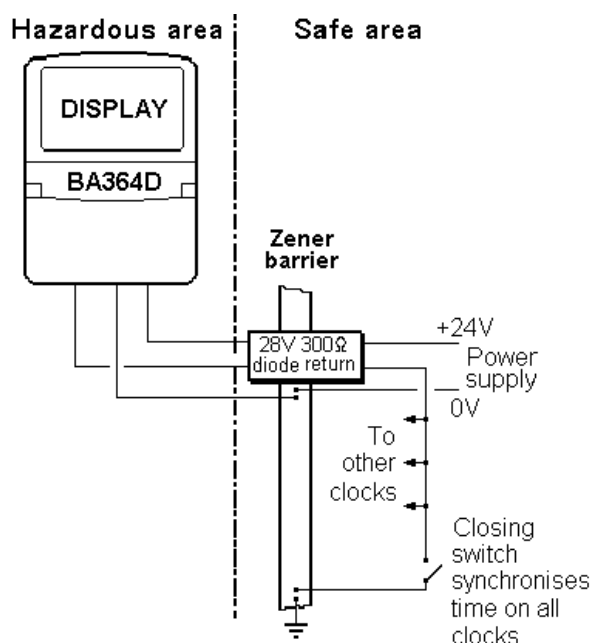 Hazardous area
Safe area
DISPLAY
BA364D
Zener
barrier
28V 300Ω
diode return
+24V
Power
supply
0V
To
other
clocks
Closing
switch
synchronises
time on all
clocks